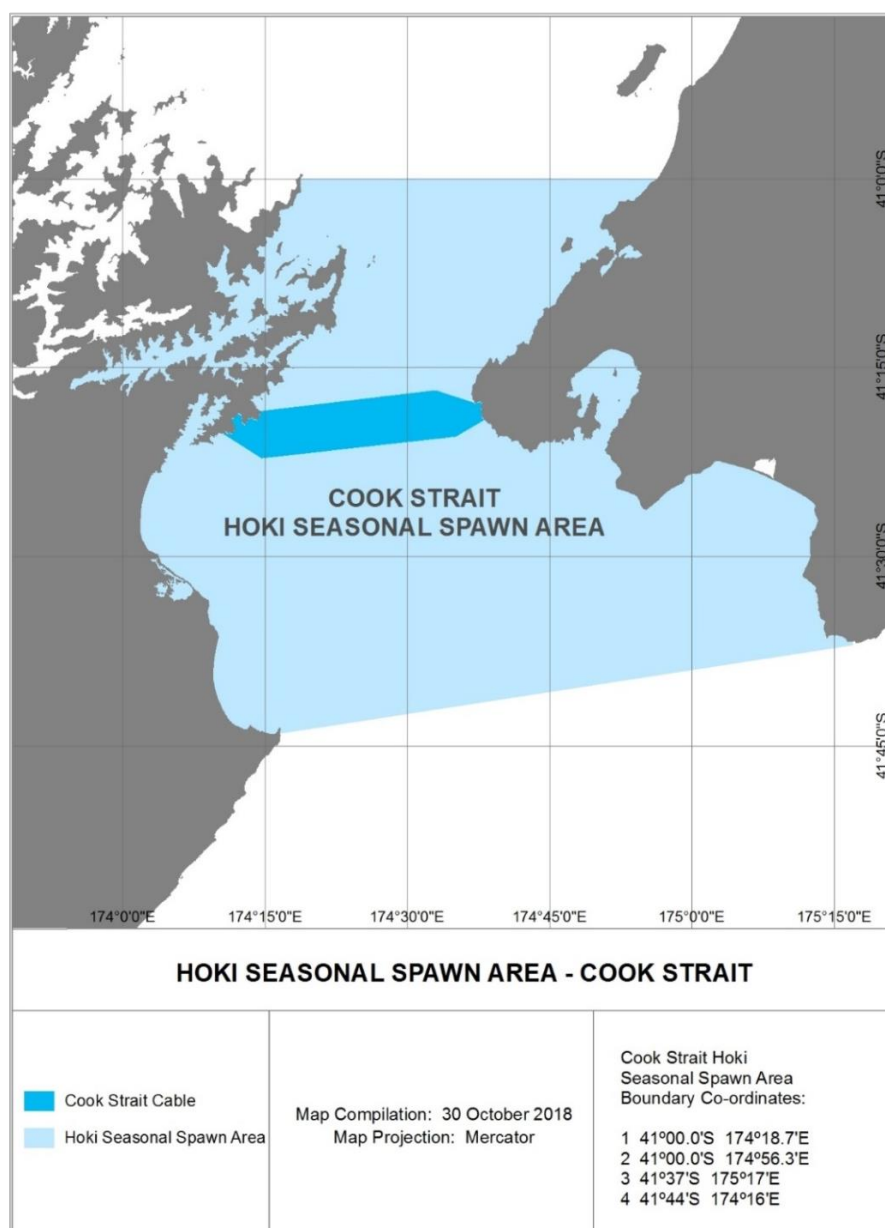 41°0'0"S
41°15'0"S
COOK STRAIT
HOKI SEASONAL SPAWN AREA
41°30'0"S
41°45'0"S
174°0'0"E 174°15'0"E 174°30'0"E 174°45'0"E 175°0'0"E 175°15'0"E
HOKI SEASONAL SPAWN AREA - COOK STRAIT
Cook Strait Cable
Hoki Seasonal Spawn Area
Map Compilation: 30 October 2018
Map Projection: Mercator
Cook Strait Hoki
Seasonal Spawn Area
Boundary Co-ordinates:
1 41º00.0'S 174º18.7'E
2 41º00.0'S 174º56.3'E
3 41º37'S 175º17'E
4 41º44'S 174º16'E